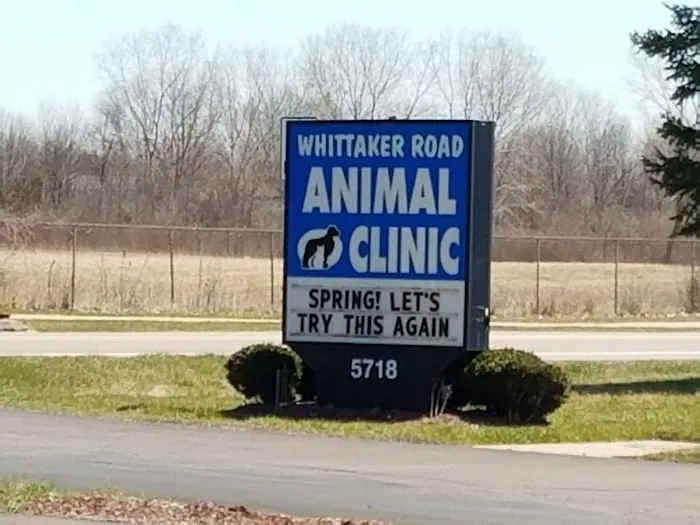 WHITTAKER ROAD
ANIMAL
CLINIC
SPRING! LET'S
TRY THIS AGAIN
5718